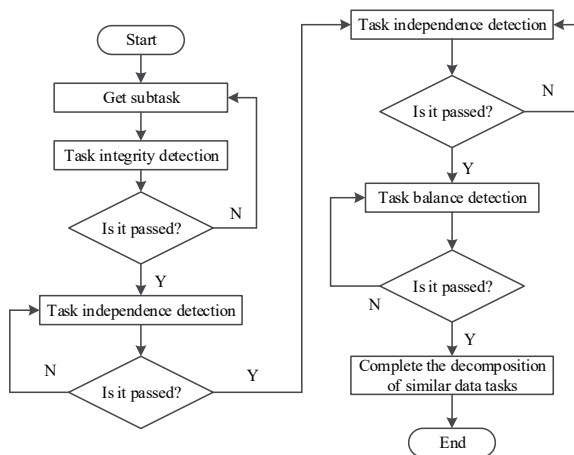 Start
Get subtask
Task integrity detection
Is it passed?
N
Y
Task independence detection
Is it passed?
N
Y
Task independence detection
Is it passed?
N
Y
Task balance detection
Is it passed?
N
Y
Complete the decomposition
of similar data tasks
End